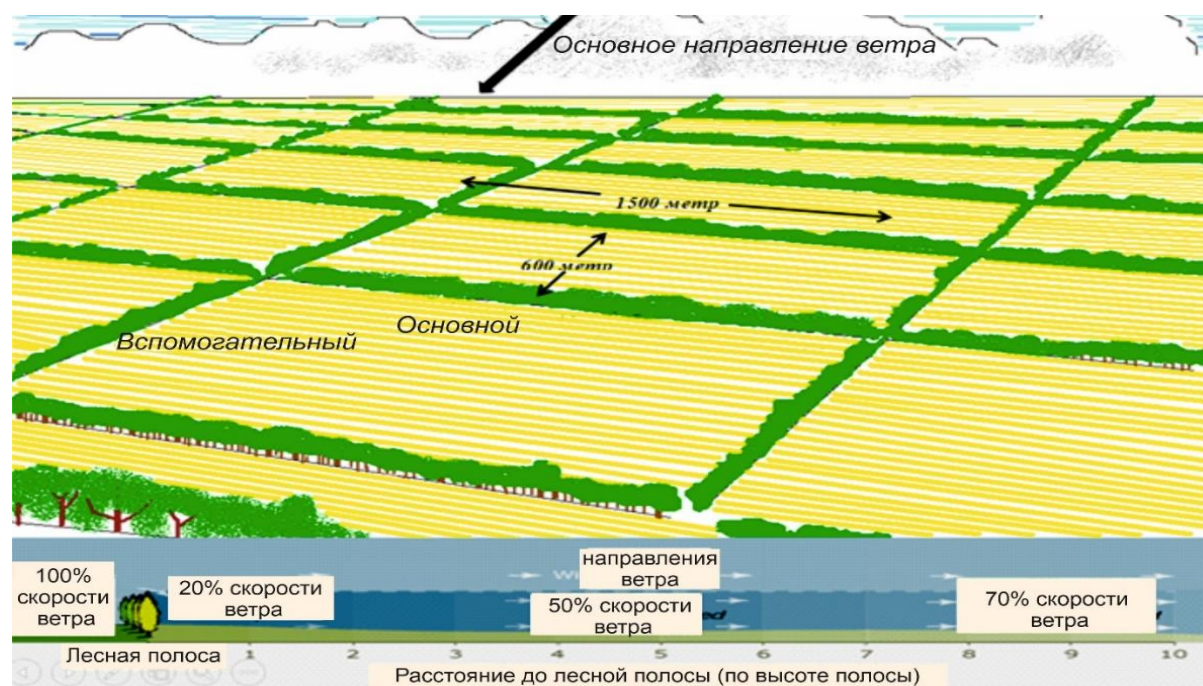 Основное направление ветра
1500 метр
600 метр
Основной
Вспомогательный
направления
ветра
100%
скорости
ветра
20% скорости
ветра
50% скорости
ветра
70% скорости
ветра
Лесная полоса
1 2 3 4 5 6 7 8 9 10
Расстояние до лесной полосы (по высоте полосы)